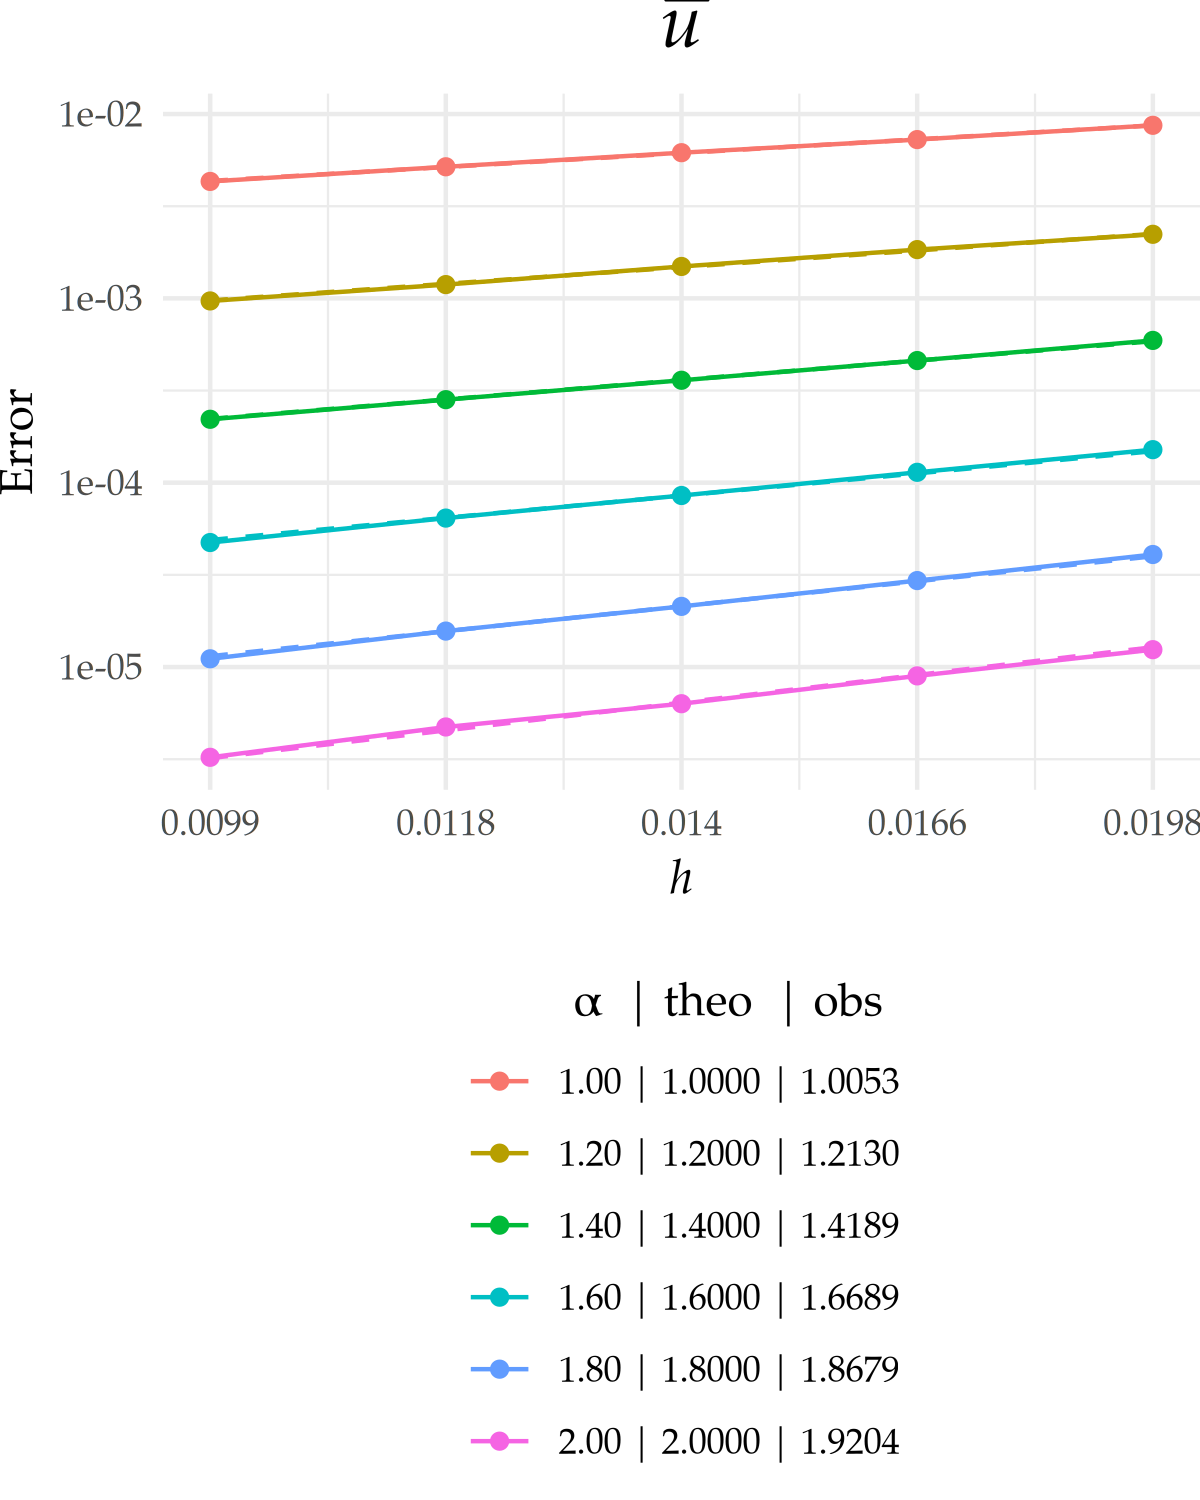 u̅
1e-02
1e-03
1e-04
1e-05
Error
0.0099 0.0118 0.014 0.0166 0.0198
h
α | theo | obs
1.00 | 1.0000 | 1.0053
1.20 | 1.2000 | 1.2130
1.40 | 1.4000 | 1.4189
1.60 | 1.6000 | 1.6689
1.80 | 1.8000 | 1.8679
2.00 | 2.0000 | 1.9204